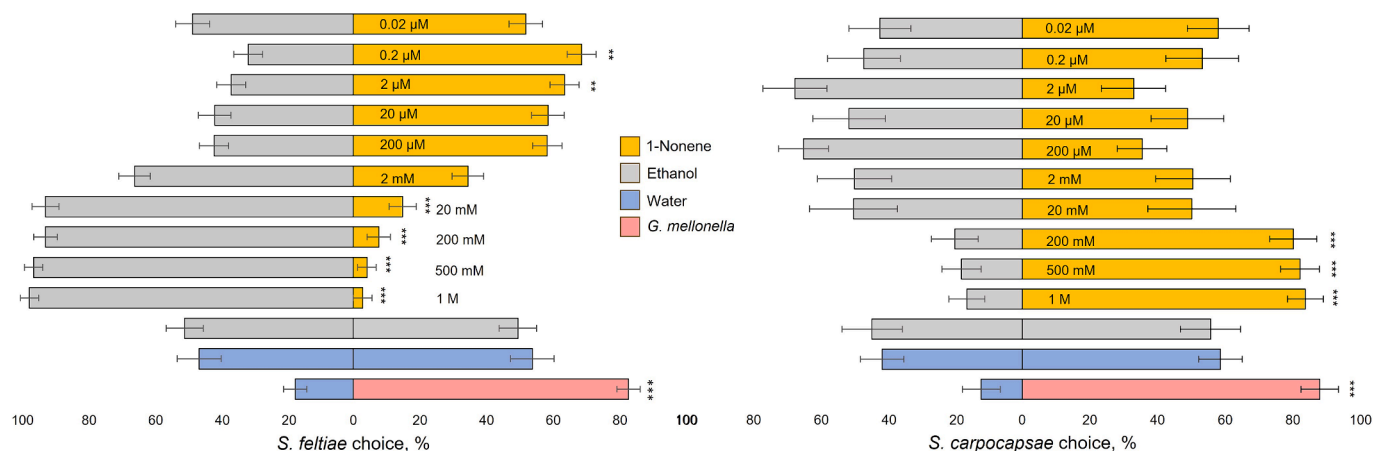 0.02 µM
0.2 µM
**
2 µM
**
20 µM
200 µM
2 mM
20 mM
***
200 mM
***
500 mM
***
1 M
***
***
100 80 60 40 20 0 20 40 60 80 100
S. feltiae choice, %
1-Nonene
Ethanol
Water
G. mellonella
0.02 µM
0.2 µM
2 µM
20 µM
200 µM
2 mM
20 mM
200 mM
***
500 mM
***
1 M
***
***
80 60 40 20 0 20 40 60 80 100
S. carpocapsae choice, %